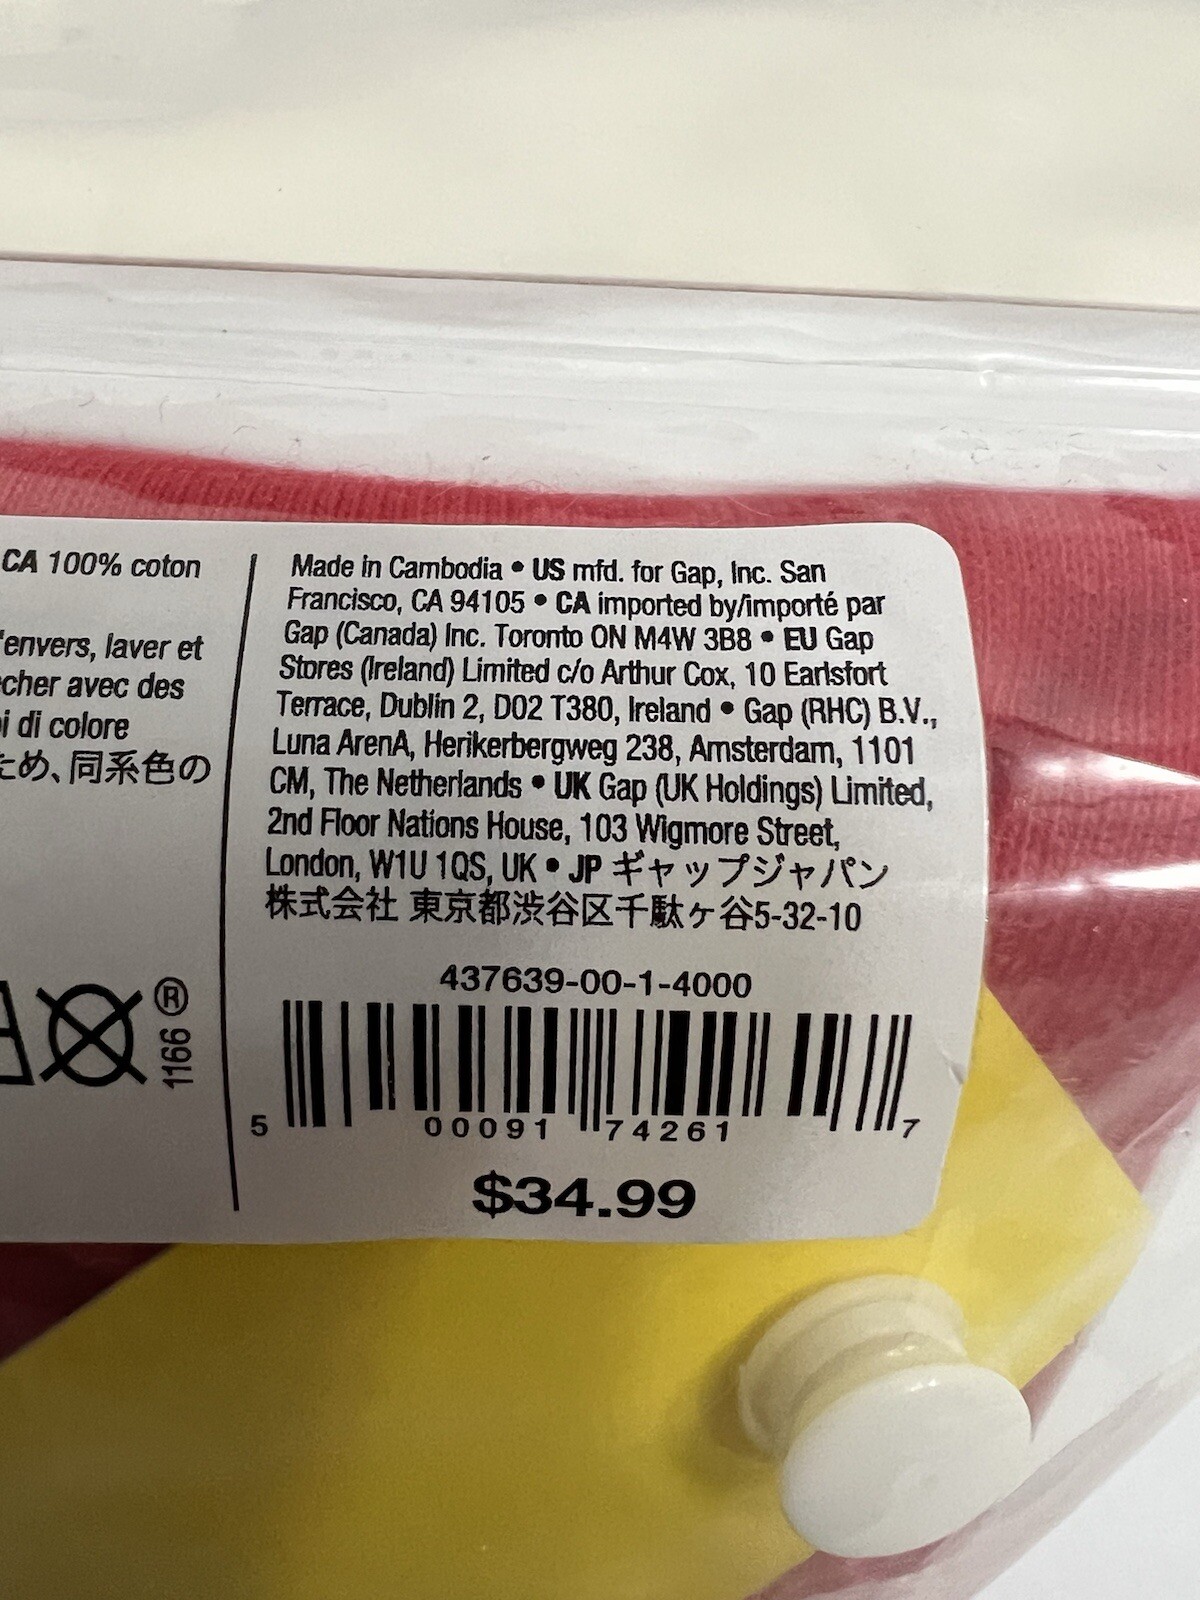 CA 100% coton
'envers, laver et
cher avec des
i di colore
ため、同系色の
1166 ®
Made in Cambodia • US mfd. for Gap, Inc. San
Francisco, CA 94105 • CA imported by/importé par
Gap (Canada) Inc. Toronto ON M4W 3B8 • EU Gap
Stores (Ireland) Limited c/o Arthur Cox, 10 Earlsfort
Terrace, Dublin 2, D02 T380, Ireland • Gap (RHC) B.V.,
Luna ArenA, Herikerbergweg 238, Amsterdam, 1101
CM, The Netherlands • UK Gap (UK Holdings) Limited,
2nd Floor Nations House, 103 Wigmore Street,
London, W1U 1QS, UK • JP ギャップジャパン
株式会社 東京都渋谷区千駄ヶ谷5-32-10
437639-00-1-4000
5 00091 74261 7
$34.99